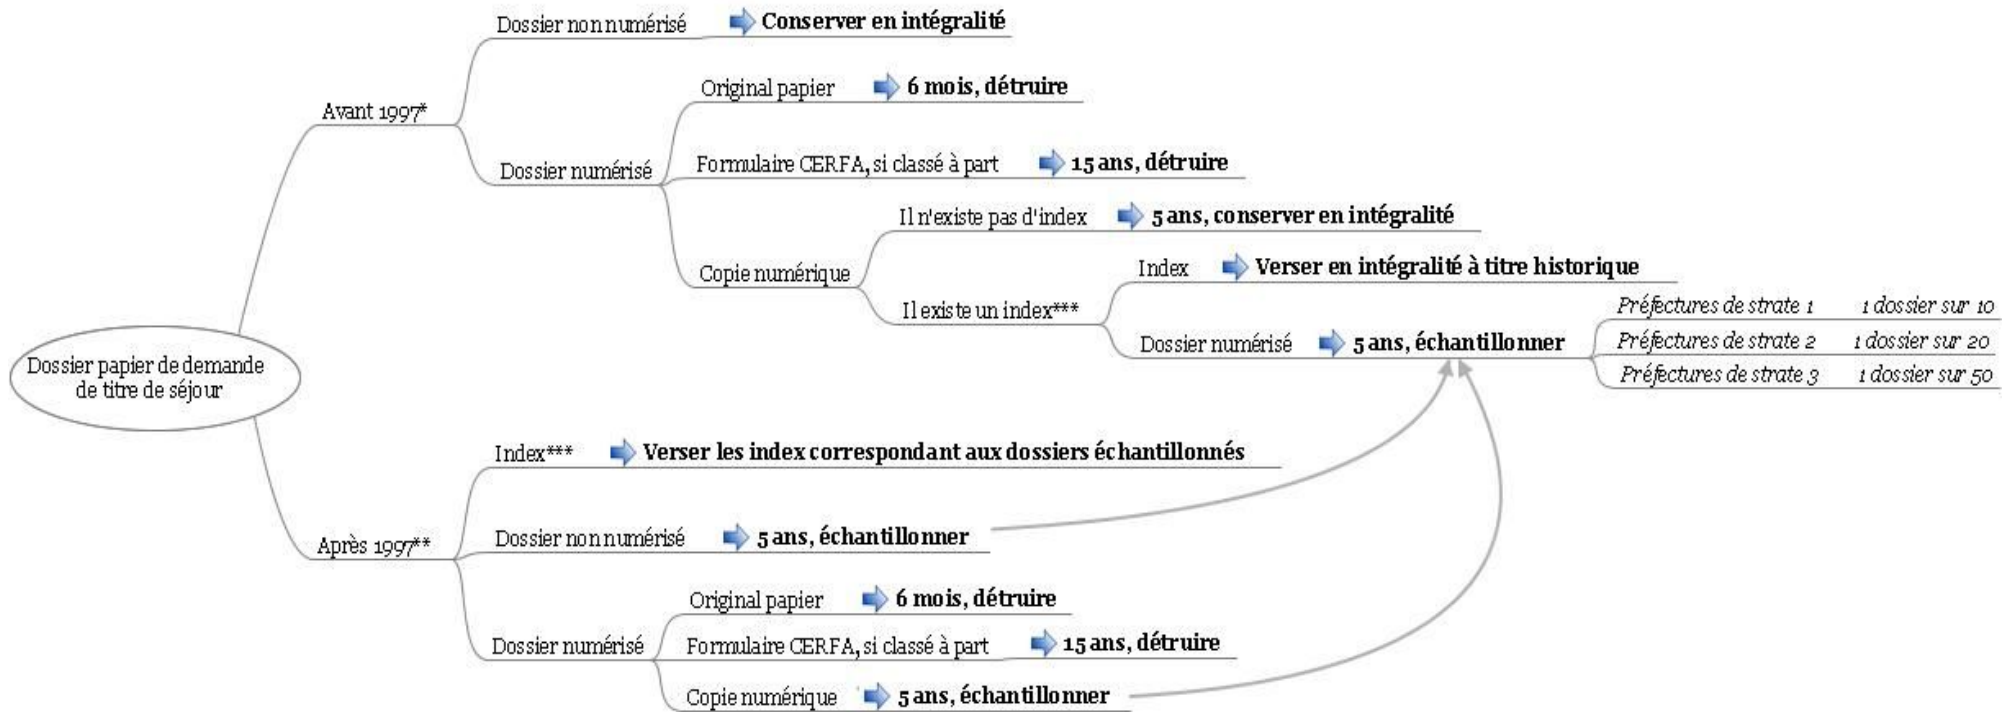 Dossier non numérisé Conserver en intégralité
Original papier 6 mois, détruire
Avant 1997*
Formulaire CERFA, si classé à part 15 ans, détruire
Dossier numérisé
Il n'existe pas d'index 5 ans, conserver en intégralité
Copie numérique
Index Verser en intégralité à titre historique
Il existe un index***
Préfectures de strate 1 1 dossier sur 10
Dossier numérisé 5 ans, échantillonner
Préfectures de strate 2 1 dossier sur 20
Préfectures de strate 3 1 dossier sur 50
Dossier papier de demande
de titre de séjour
Index*** Verser les index correspondant aux dossiers échantillonnés
Dossier non numérisé 5 ans, échantillonner
Après 1997**
Original papier 6 mois, détruire
Dossier numérisé
Formulaire CERFA, si classé à part 15 ans, détruire
Copie numérique 5 ans, échantillonner